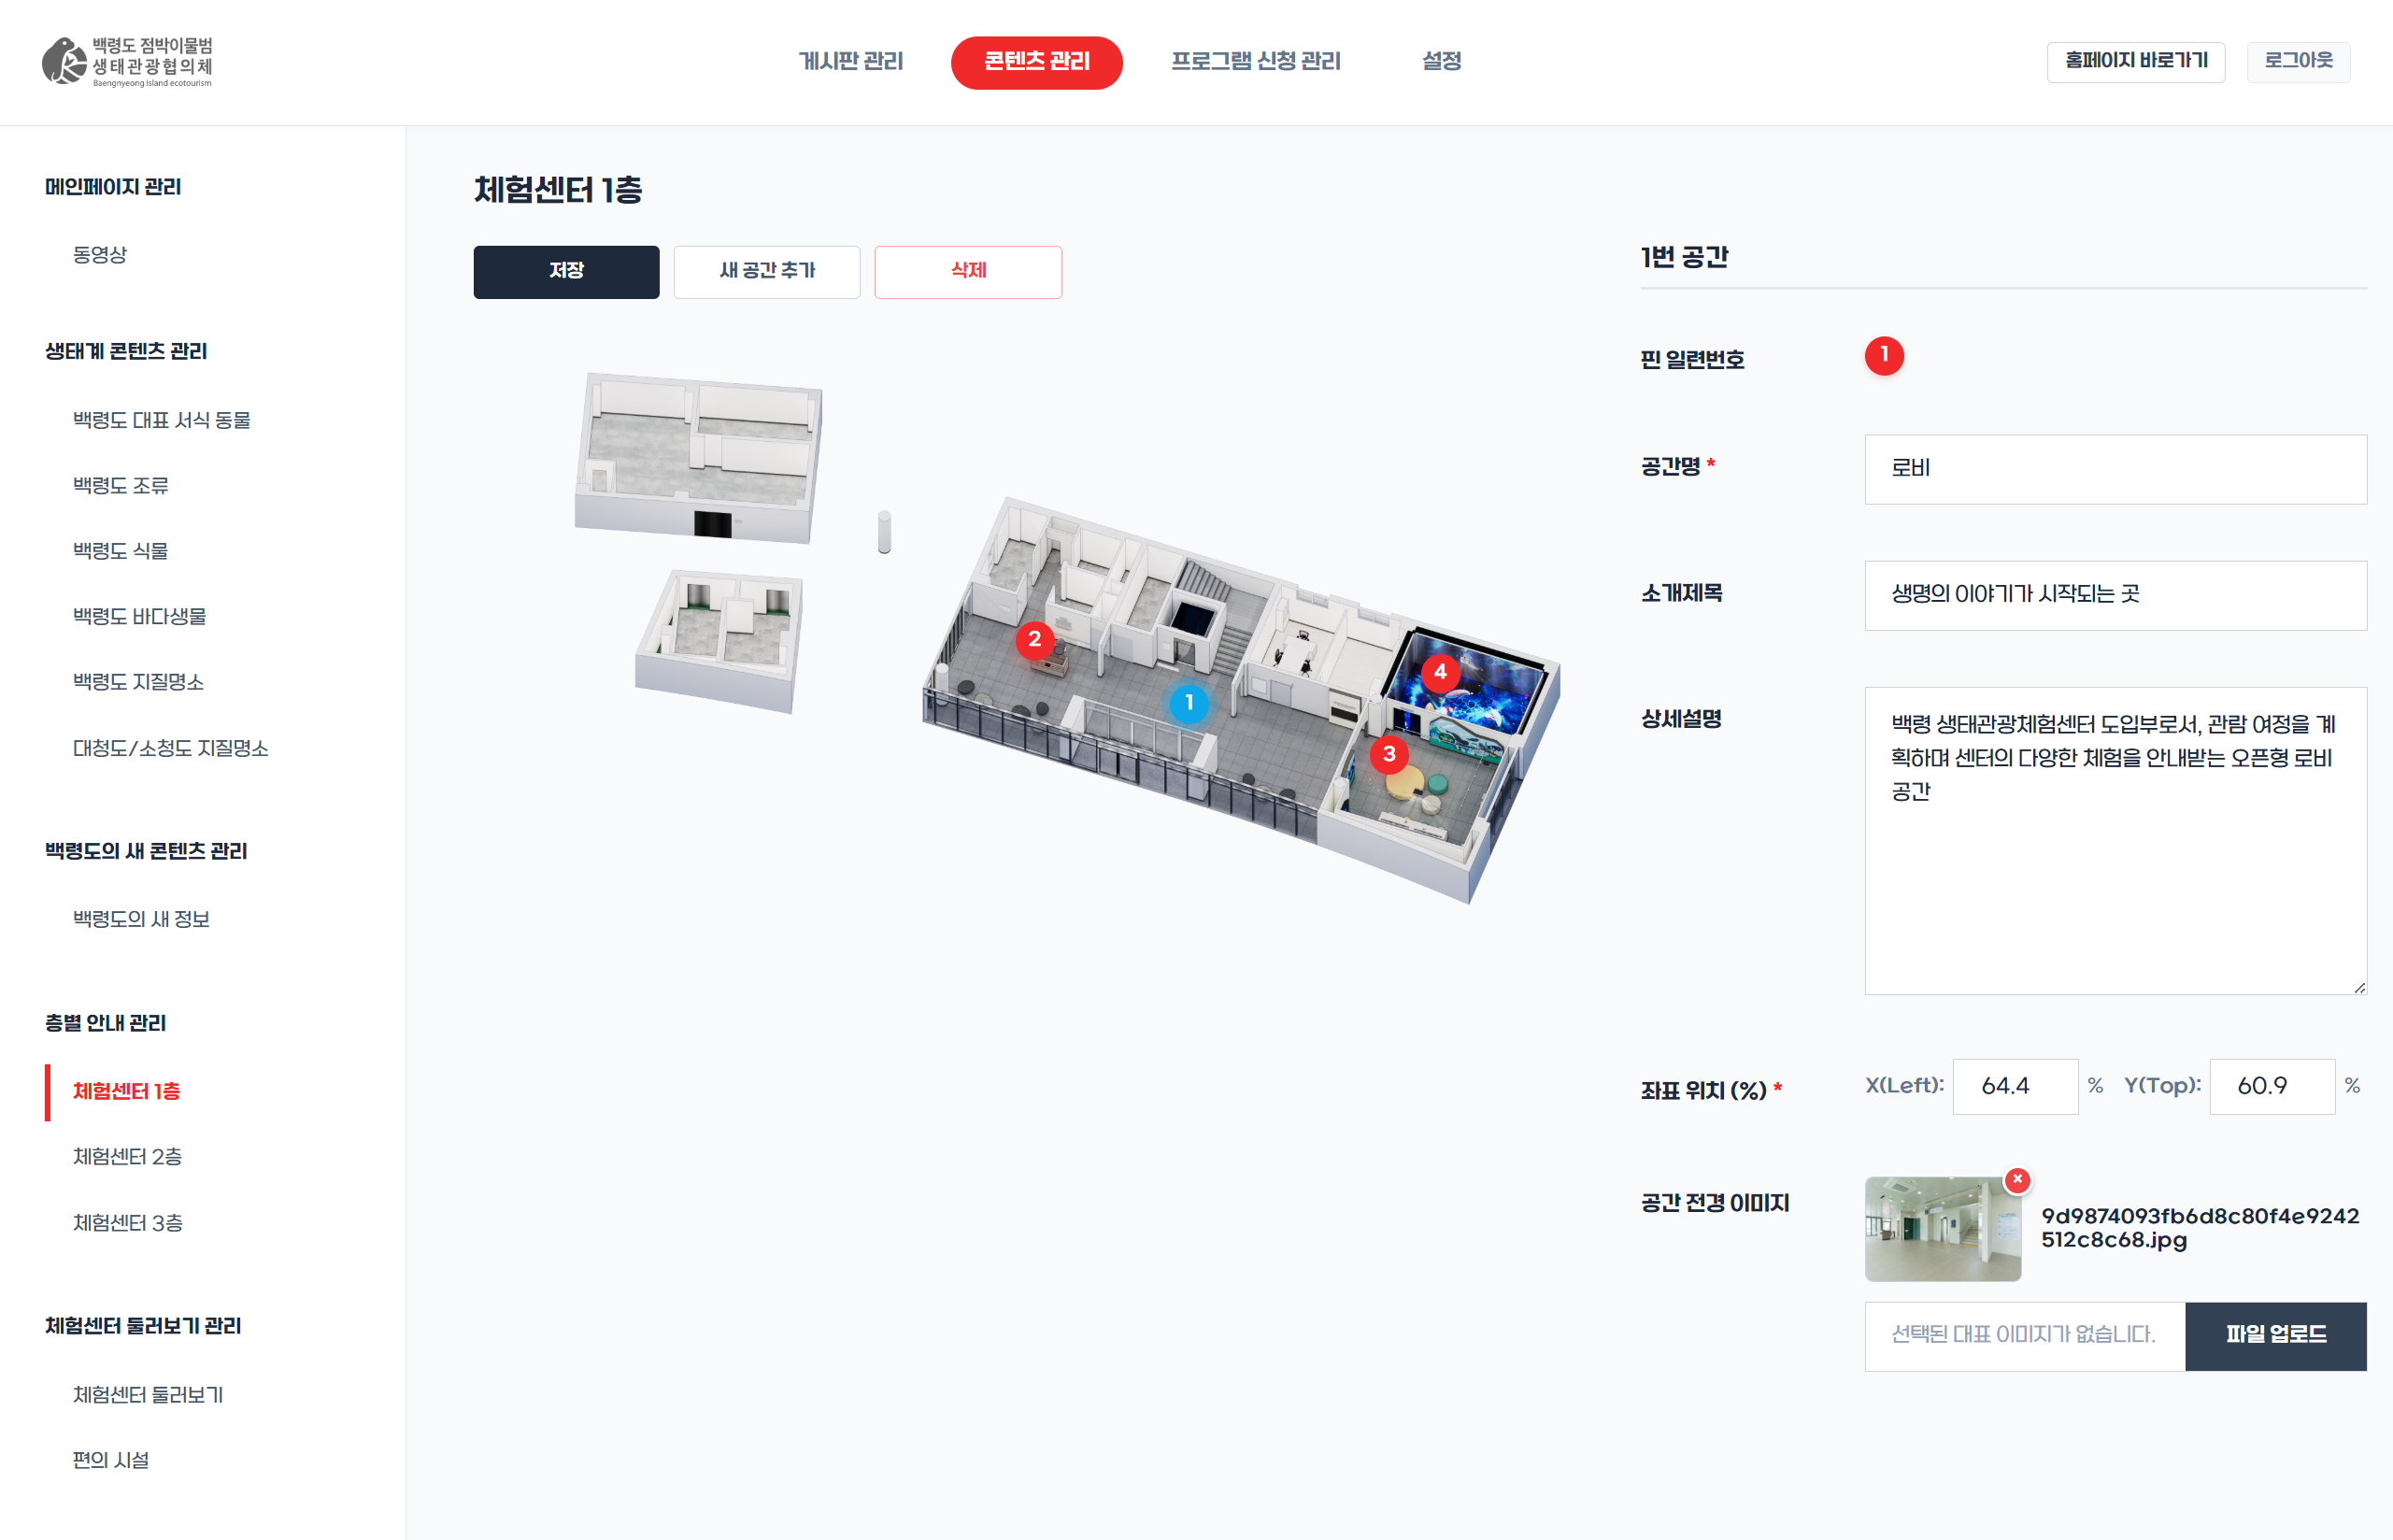 백령도 점박이물범
생태관광협의체
Baengnyeong Island ecotourism
게시판 관리
콘텐츠 관리
프로그램 신청 관리
설정
홈페이지 바로가기
로그아웃
메인페이지 관리
동영상
생태계 콘텐츠 관리
백령도 대표 서식 동물
백령도 조류
백령도 식물
백령도 바다생물
백령도 지질명소
대청도/소청도 지질명소
백령도의 새 콘텐츠 관리
백령도의 새 정보
층별 안내 관리
체험센터 1층
체험센터 2층
체험센터 3층
체험센터 둘러보기 관리
체험센터 둘러보기
편의 시설
체험센터 1층
저장
새 공간 추가
삭제
2
1
4
3
1번 공간
핀 일련번호
1
공간명 *
로비
소개제목
생명의 이야기가 시작되는 곳
상세설명
백령 생태관광체험센터 도입부로서, 관람 여정을 계
획하며 센터의 다양한 체험을 안내받는 오픈형 로비
공간
좌표 위치 (%) *
X(Left): 64.4 % Y(Top): 60.9 %
공간 전경 이미지
9d9874093fb6d8c80f4e9242
512c8c68.jpg
선택된 대표 이미지가 없습니다.
파일 업로드